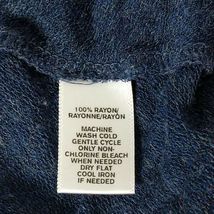 100% RAYON/
RAYONNE/RAYÓN
MACHINE
WASH COLD
GENTLE CYCLE
ONLY NON-
CHLORINE BLEACH
WHEN NEEDED
DRY FLAT
COOL IRON
IF NEEDED